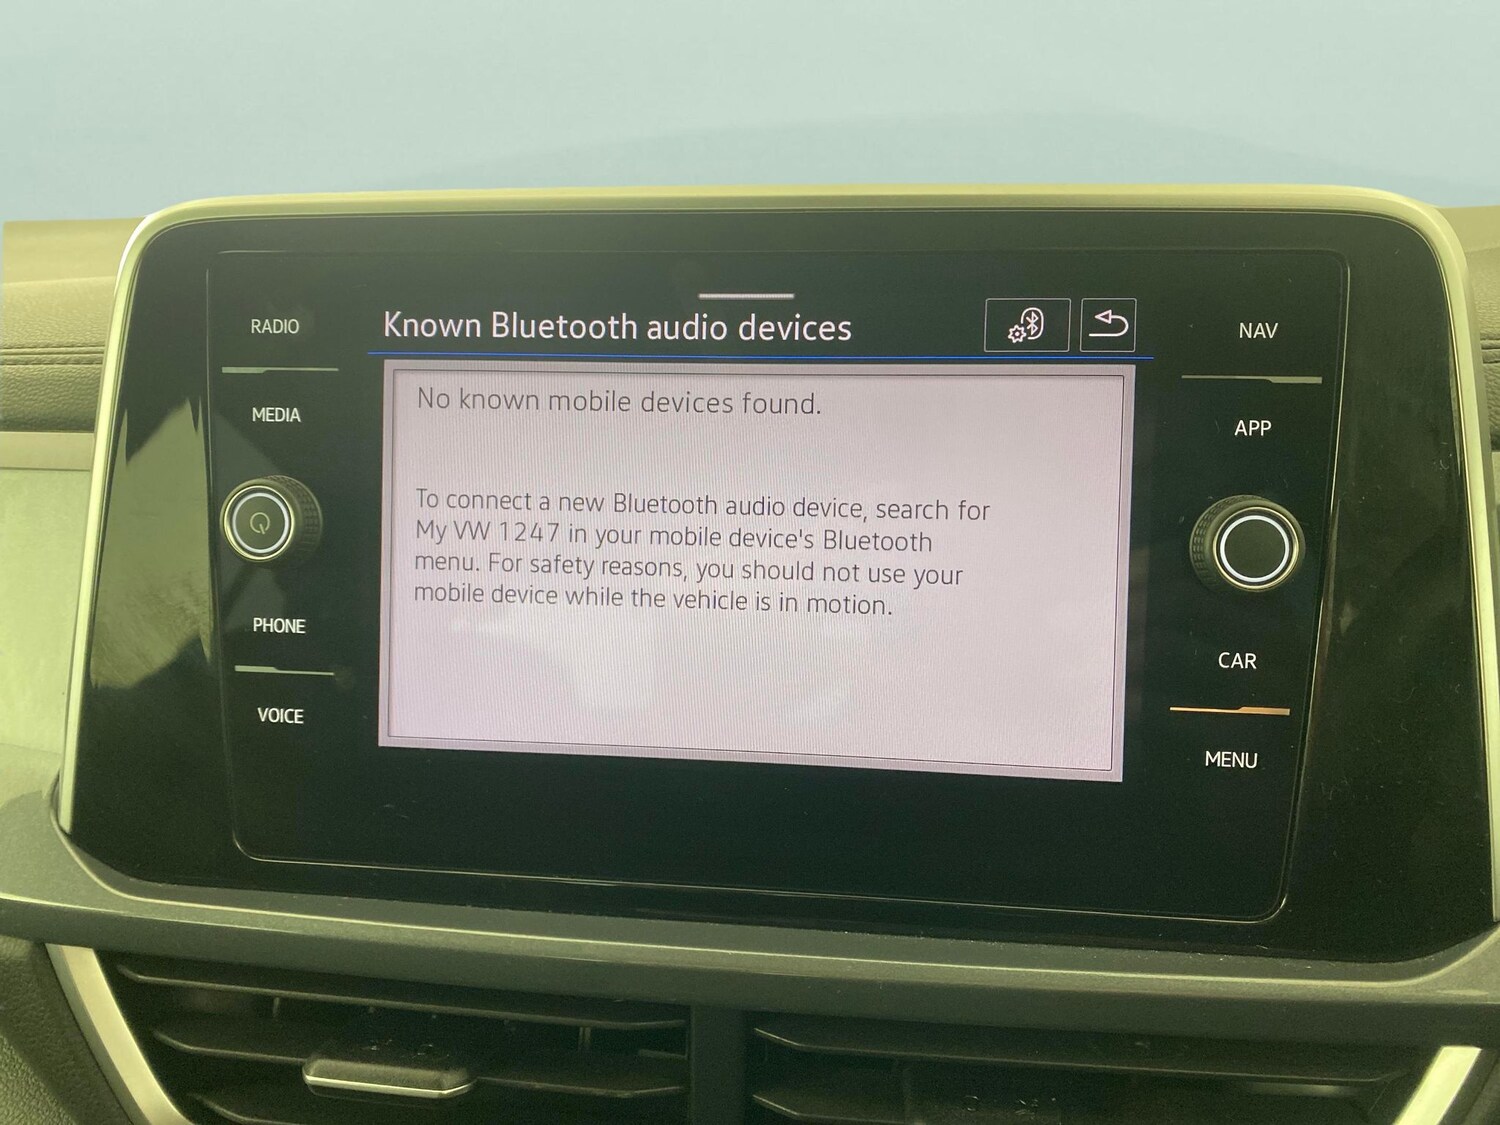 Known Bluetooth audio devices
No known mobile devices found.
To connect a new Bluetooth audio device, search for
My VW 1247 in your mobile device's Bluetooth
menu. For safety reasons, you should not use your
mobile device while the vehicle is in motion.
RADIO
MEDIA
PHONE
VOICE
NAV
APP
CAR
MENU